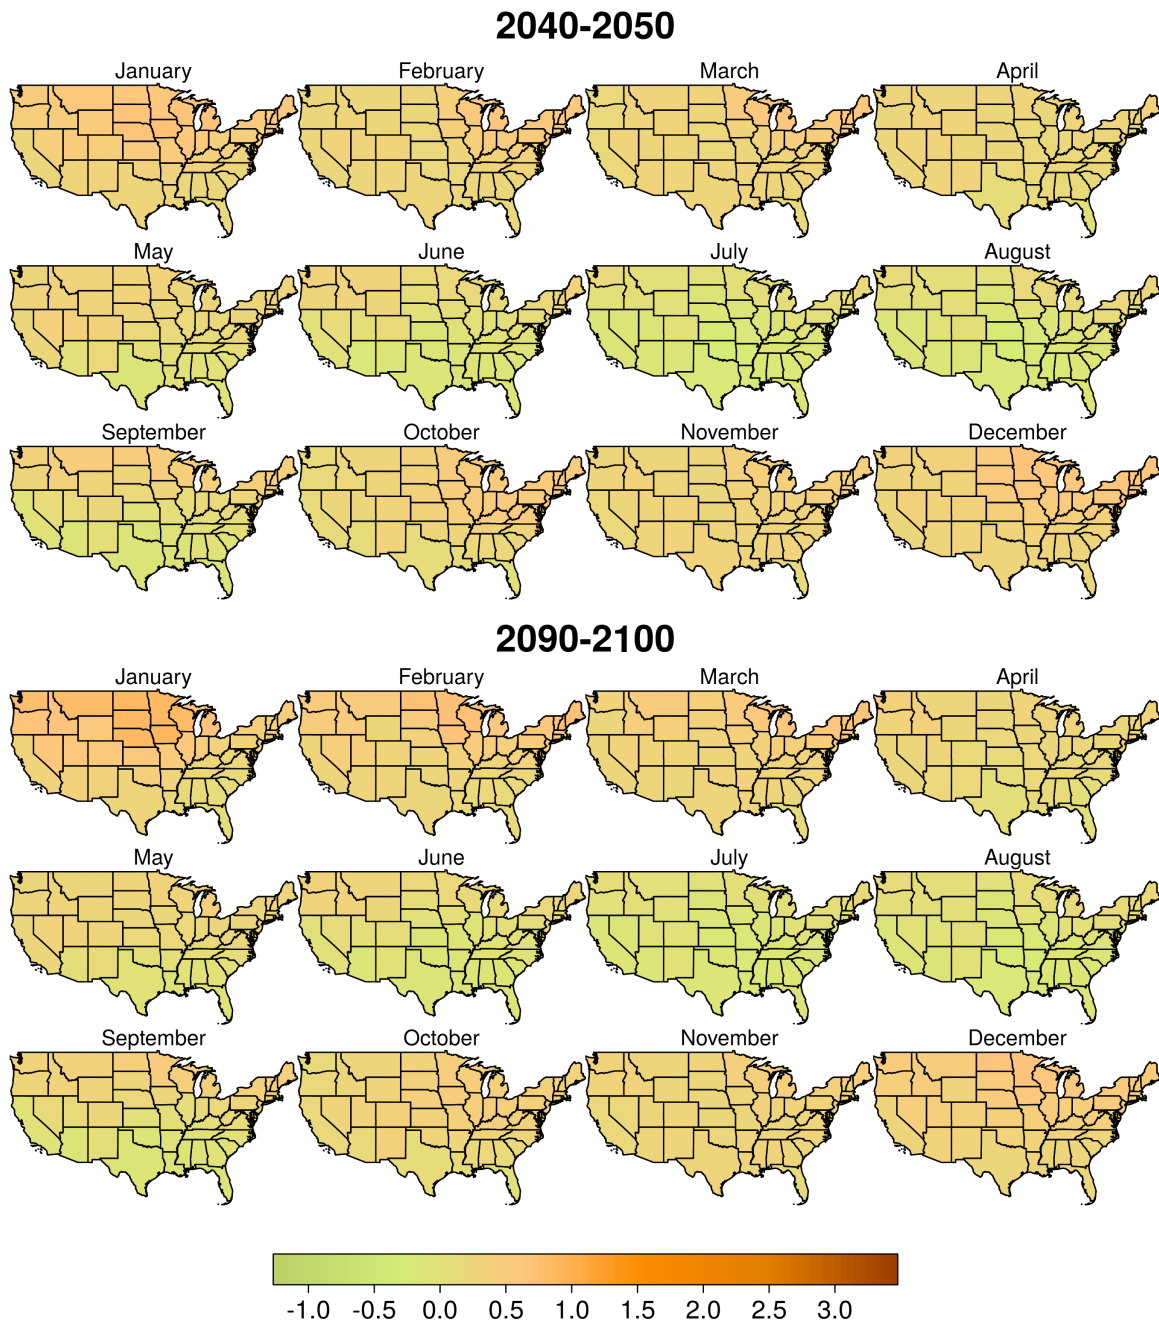 2040-2050
January February March April
May June July August
September October November December
2090-2100
January February March April
May June July August
September October November December
-1.0 -0.5 0.0 0.5 1.0 1.5 2.0 2.5 3.0